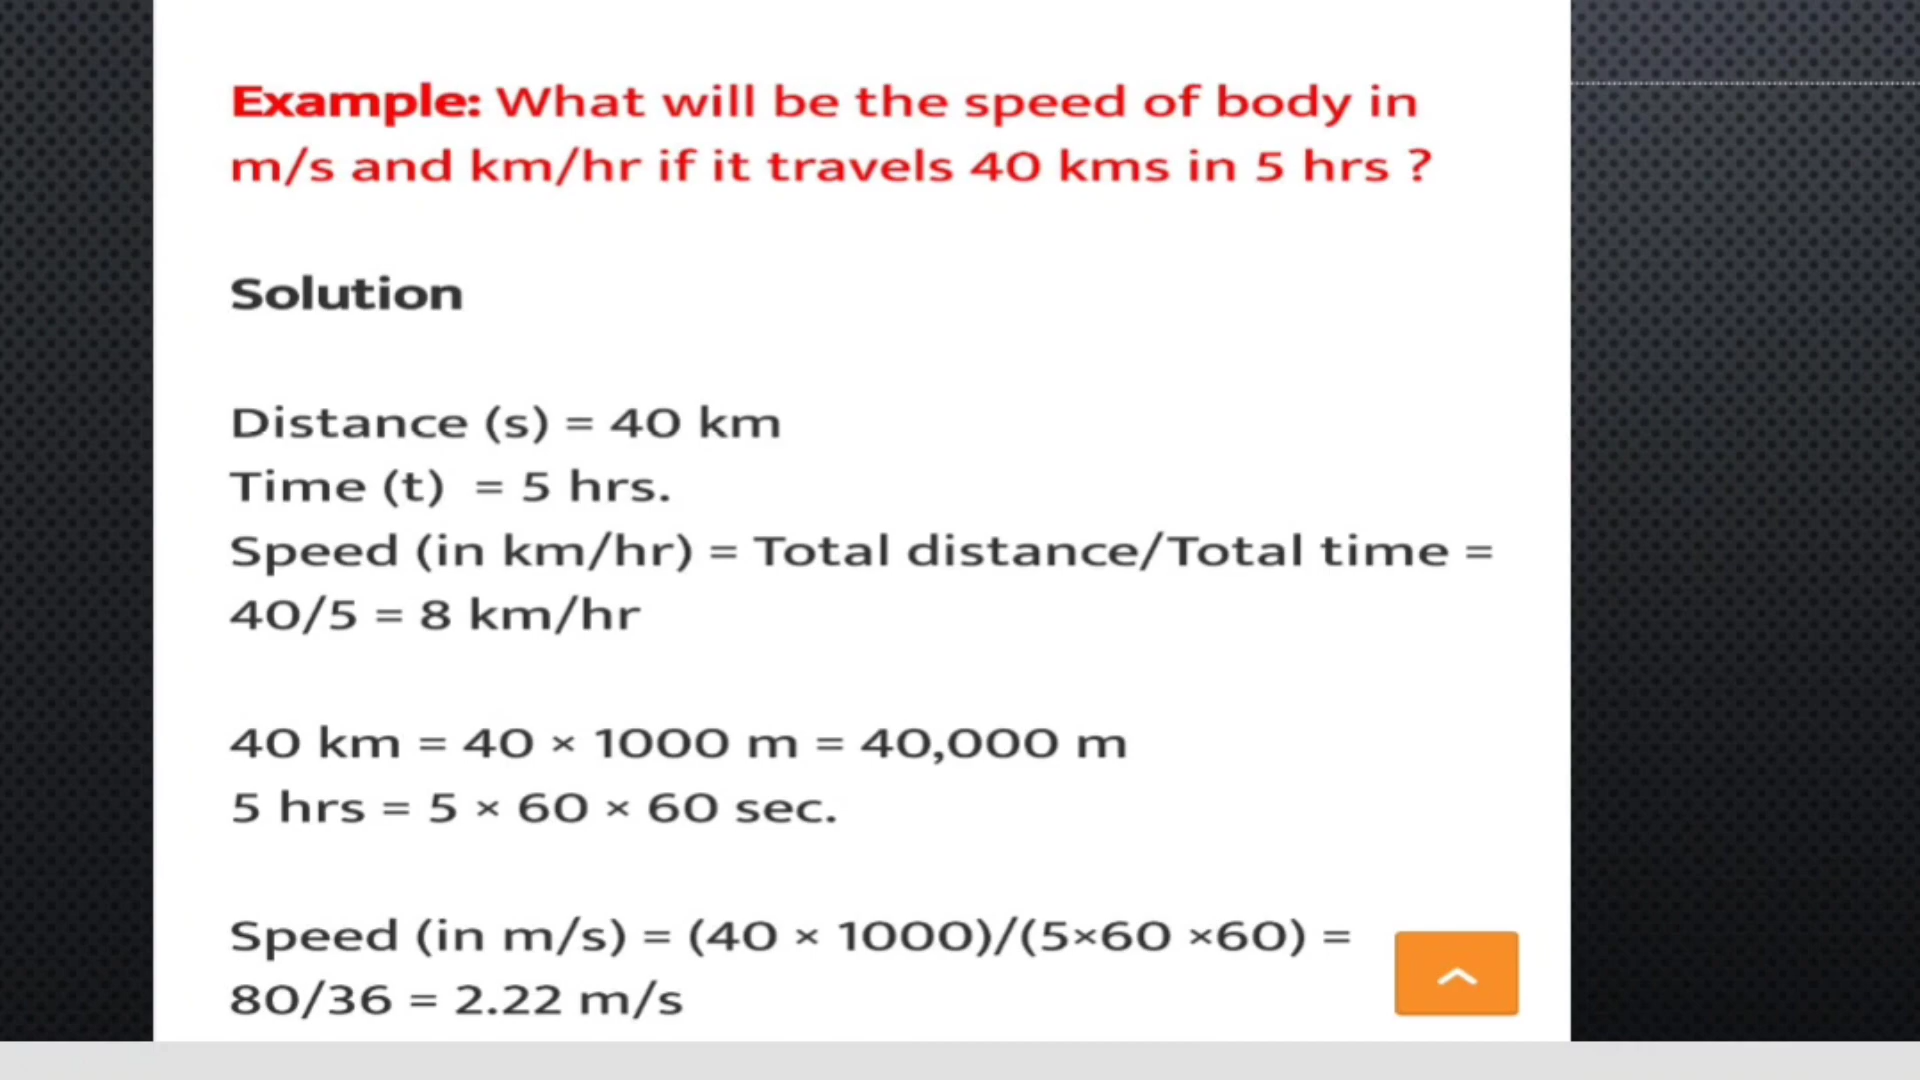 Example: What will be the speed of body in
m/s and km/hr if it travels 40 kms in 5 hrs ?
Solution
Distance (s) = 40 km
Time (t) = 5 hrs.
Speed (in km/hr) = Total distance/Total time =
40/5 = 8 km/hr
40 km = 40 × 1000 m = 40,000 m
5 hrs = 5 × 60 × 60 sec.
Speed (in m/s) = (40 × 1000)/(5×60 ×60) =
80/36 = 2.22 m/s